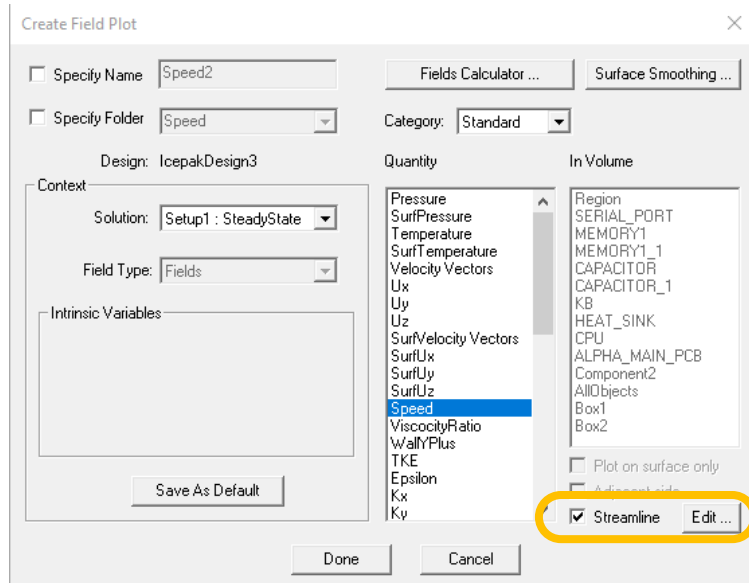 Create Field Plot
Specify Name
Speed2
Fields Calculator ...
Surface Smoothing ...
Specify Folder
Speed
Category:
Standard
Design: IcepakDesign3
Quantity
In Volume
Context
Solution:
Setup1 : SteadyState
Field Type:
Fields
Intrinsic Variables
Save As Default
Pressure
SurfPressure
Temperature
SurfTemperature
Velocity Vectors
Ux
Uy
Uz
SurfVelocity Vectors
SurfUx
SurfUy
SurfUz
Speed
ViscocityRatio
WallYPlus
TKE
Epsilon
Kx
Ky
Region
SERIAL_PORT
MEMORY1
MEMORY1_1
CAPACITOR
CAPACITOR_1
KB
HEAT_SINK
CPU
ALPHA_MAIN_PCB
Component2
AllObjects
Box1
Box2
Plot on surface only
Adjacent side
Streamline
Edit ...
Done
Cancel